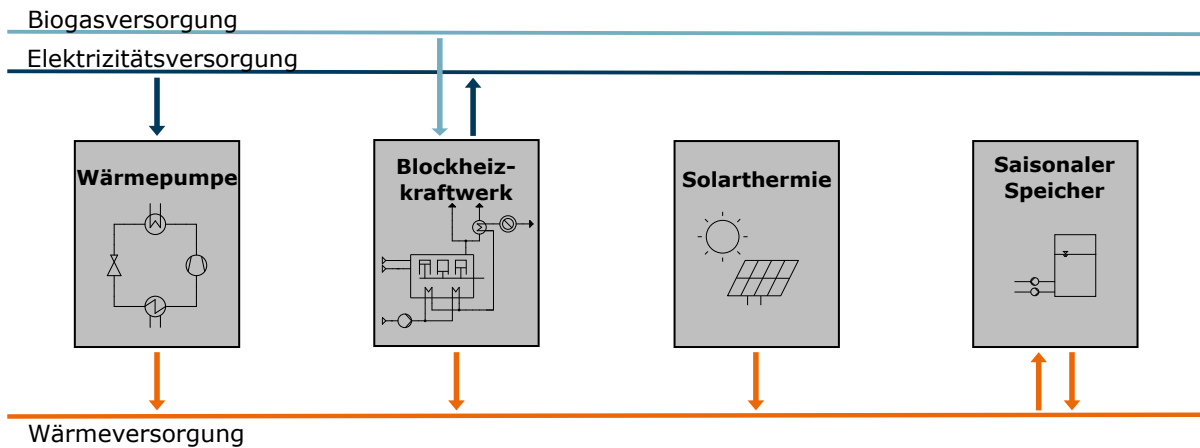 Biogasversorgung
Elektrizitätsversorgung
Wärmepumpe
Blockheiz-
kraftwerk
Solarthermie
Saisonaler
Speicher
Wärmeversorgung